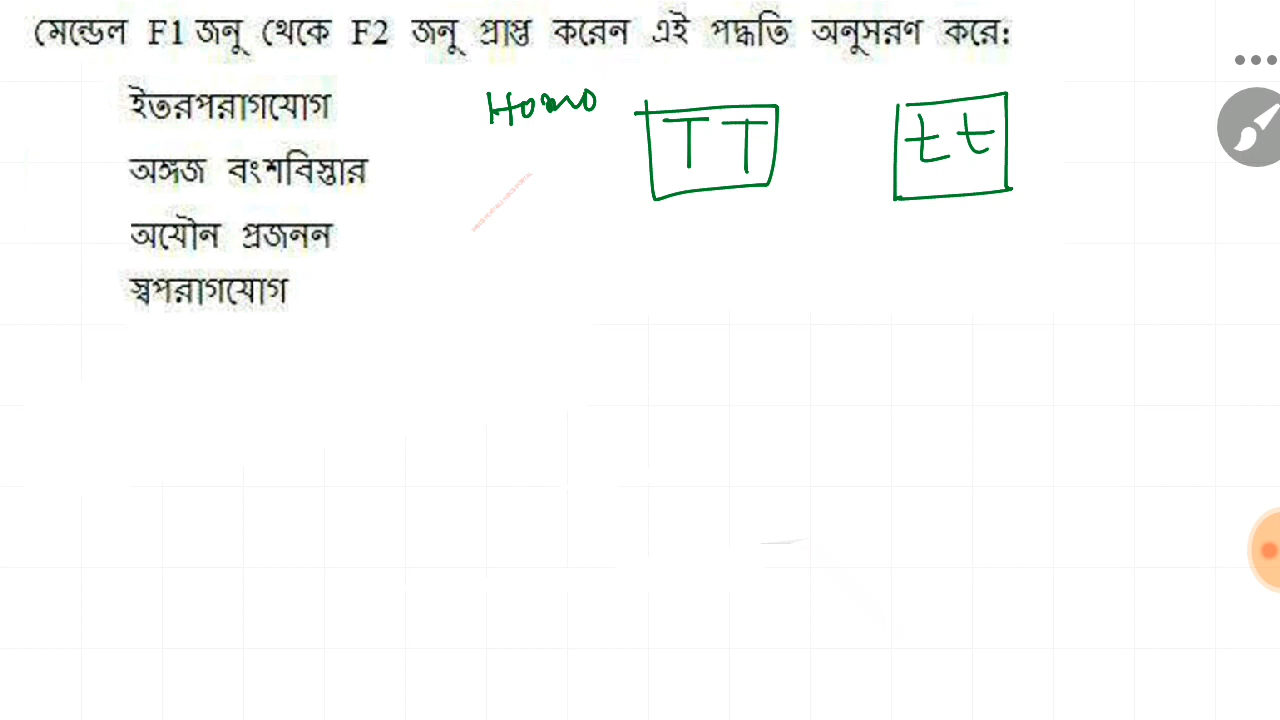 মেন্ডেল F1 জনু থেকে F2 জনু প্রাপ্ত করেন এই পদ্ধতি অনুসরণ করে:
ইতরপরাগযোগ
Homo
TT
tt
অঙ্গজ বংশবিস্তার
অযৌন প্রজনন
স্বপরাগযোগ